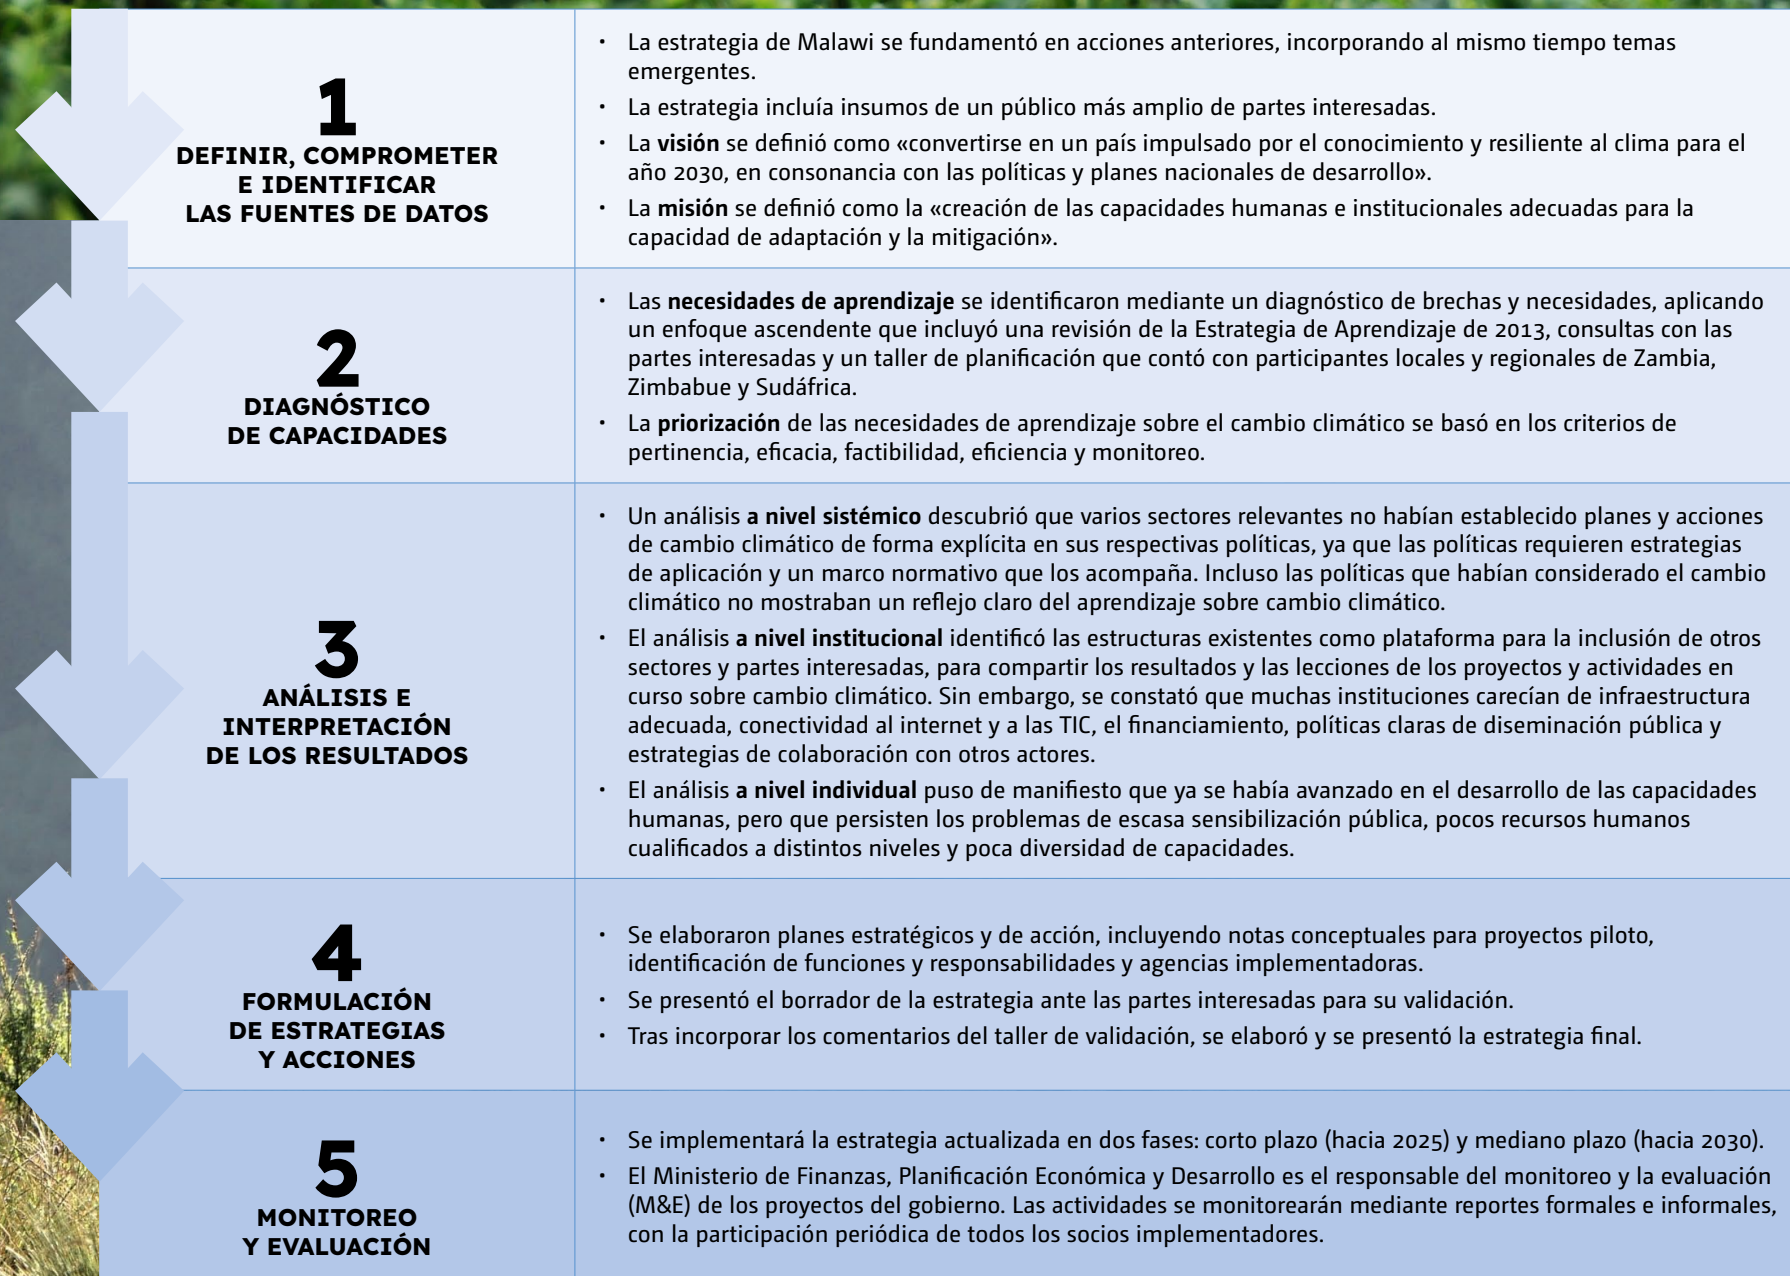 1
DEFINIR, COMPROMETER
E IDENTIFICAR
LAS FUENTES DE DATOS
• La estrategia de Malawi se fundamentó en acciones anteriores, incorporando al mismo tiempo temas
emergentes.
• La estrategia incluía insumos de un público más amplio de partes interesadas.
• La visión se definió como «convertirse en un país impulsado por el conocimiento y resiliente al clima para el
año 2030, en consonancia con las políticas y planes nacionales de desarrollo».
• La misión se definió como la «creación de las capacidades humanas e institucionales adecuadas para la
capacidad de adaptación y la mitigación».
2
DIAGNÓSTICO
DE CAPACIDADES
• Las necesidades de aprendizaje se identificaron mediante un diagnóstico de brechas y necesidades, aplicando
un enfoque ascendente que incluyó una revisión de la Estrategia de Aprendizaje de 2013, consultas con las
partes interesadas y un taller de planificación que contó con participantes locales y regionales de Zambia,
Zimbabue y Sudáfrica.
• La priorización de las necesidades de aprendizaje sobre el cambio climático se basó en los criterios de
pertinencia, eficacia, factibilidad, eficiencia y monitoreo.
3
ANÁLISIS E
INTERPRETACIÓN
DE LOS RESULTADOS
• Un análisis a nivel sistémico descubrió que varios sectores relevantes no habían establecido planes y acciones
de cambio climático de forma explícita en sus respectivas políticas, ya que las políticas requieren estrategias
de aplicación y un marco normativo que los acompaña. Incluso las políticas que habían considerado el cambio
climático no mostraban un reflejo claro del aprendizaje sobre cambio climático.
• El análisis a nivel institucional identificó las estructuras existentes como plataforma para la inclusión de otros
sectores y partes interesadas, para compartir los resultados y las lecciones de los proyectos y actividades en
curso sobre cambio climático. Sin embargo, se constató que muchas instituciones carecían de infraestructura
adecuada, conectividad al internet y a las TIC, el financiamiento, políticas claras de diseminación pública y
estrategias de colaboración con otros actores.
• El análisis a nivel individual puso de manifiesto que ya se había avanzado en el desarrollo de las capacidades
humanas, pero que persisten los problemas de escasa sensibilización pública, pocos recursos humanos
cualificados a distintos niveles y poca diversidad de capacidades.
4
FORMULACIÓN
DE ESTRATEGIAS
Y ACCIONES
• Se elaboraron planes estratégicos y de acción, incluyendo notas conceptuales para proyectos piloto,
identificación de funciones y responsabilidades y agencias implementadoras.
• Se presentó el borrador de la estrategia ante las partes interesadas para su validación.
• Tras incorporar los comentarios del taller de validación, se elaboró y se presentó la estrategia final.
5
MONITOREO
Y EVALUACIÓN
• Se implementará la estrategia actualizada en dos fases: corto plazo (hacia 2025) y mediano plazo (hacia 2030).
• El Ministerio de Finanzas, Planificación Económica y Desarrollo es el responsable del monitoreo y la evaluación
(M&E) de los proyectos del gobierno. Las actividades se monitorearán mediante reportes formales e informales,
con la participación periódica de todos los socios implementadores.